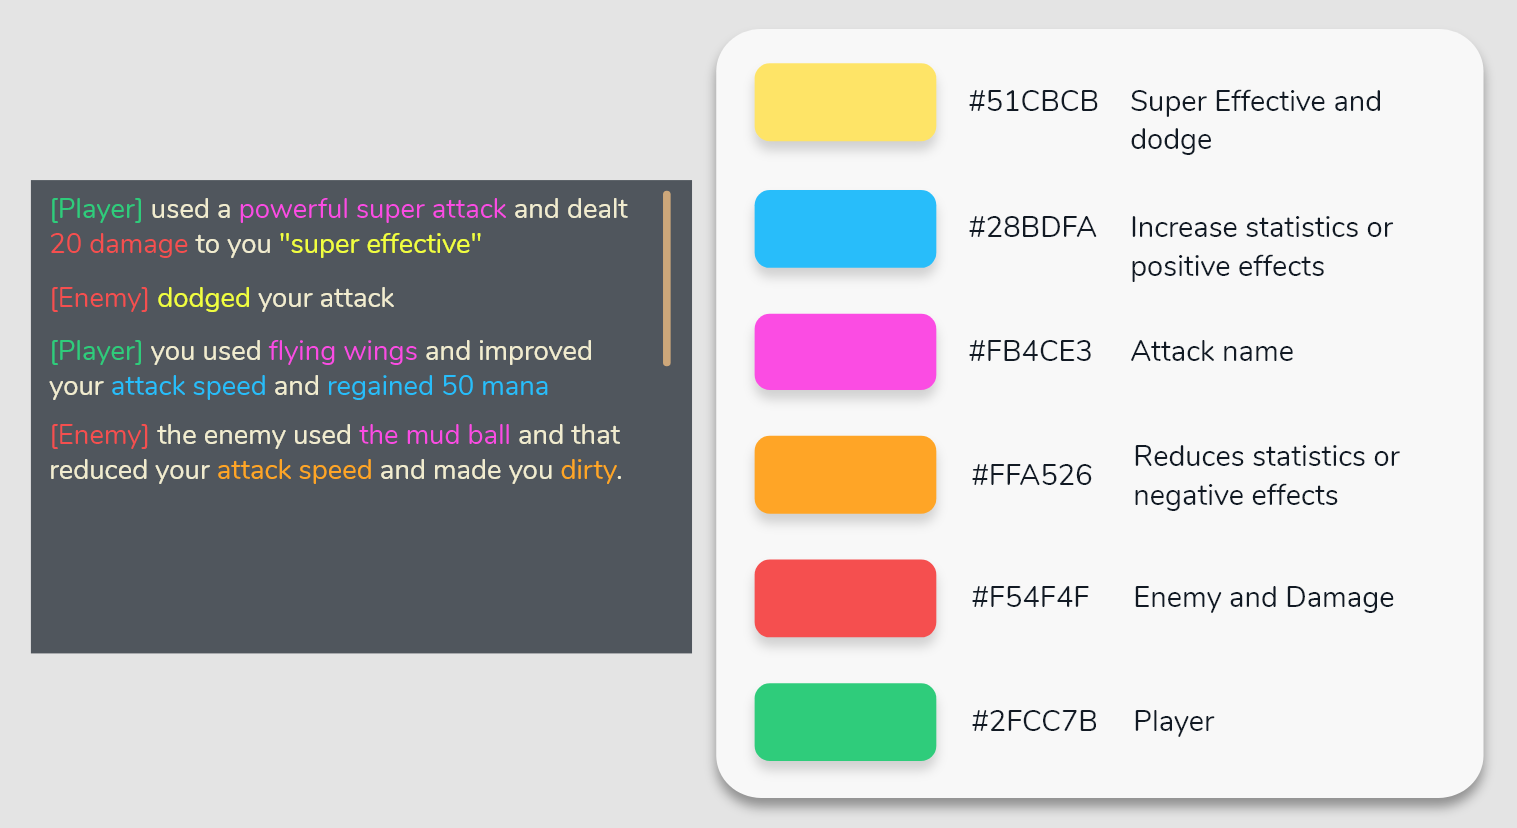 [Player] used a powerful super attack and dealt
20 damage to you "super effective"
[Enemy] dodged your attack
[Player] you used flying wings and improved
your attack speed and regained 50 mana
[Enemy] the enemy used the mud ball and that
reduced your attack speed and made you dirty.
#51CBCB Super Effective and
dodge
#28BDFA Increase statistics or
positive effects
#FB4CE3 Attack name
#FFA526 Reduces statistics or
negative effects
#F54F4F Enemy and Damage
#2FCC7B Player